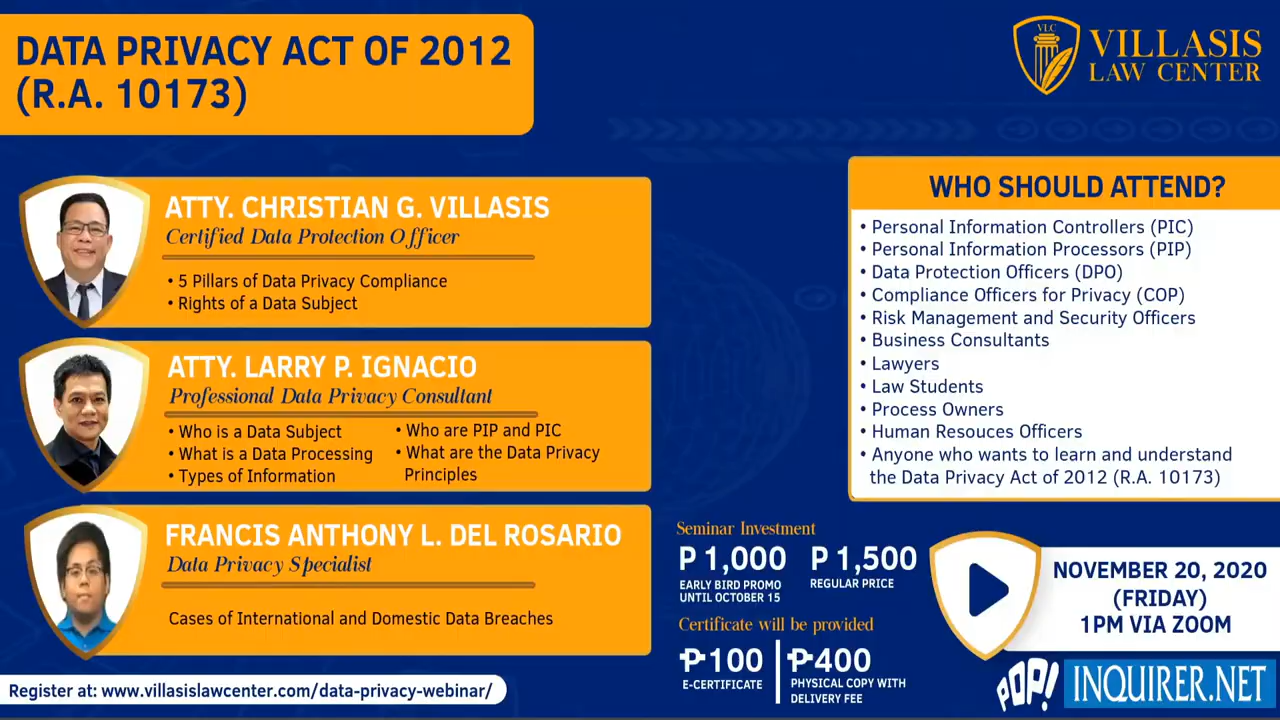 DATA PRIVACY ACT OF 2012
(R.A. 10173)
VLC
VILLASIS
LAW CENTER
ATTY. CHRISTIAN G. VILLASIS
Certified Data Protection Officer
• 5 Pillars of Data Privacy Compliance
• Rights of a Data Subject
ATTY. LARRY P. IGNACIO
Professional Data Privacy Consultant
• Who is a Data Subject
• What is a Data Processing
• Types of Information
• Who are PIP and PIC
• What are the Data Privacy
Principles
FRANCIS ANTHONY L. DEL ROSARIO
Data Privacy Specialist
Cases of International and Domestic Data Breaches
Register at: www.villasislawcenter.com/data-privacy-webinar/
WHO SHOULD ATTEND?
• Personal Information Controllers (PIC)
• Personal Information Processors (PIP)
• Data Protection Officers (DPO)
• Compliance Officers for Privacy (COP)
• Risk Management and Security Officers
• Business Consultants
• Lawyers
• Law Students
• Process Owners
• Human Resouces Officers
• Anyone who wants to learn and understand
the Data Privacy Act of 2012 (R.A. 10173)
Seminar Investment
P 1,000
EARLY BIRD PROMO
UNTIL OCTOBER 15
P 1,500
REGULAR PRICE
Certificate will be provided
₱100
E-CERTIFICATE
₱400
PHYSICAL COPY WITH
DELIVERY FEE
NOVEMBER 20, 2020
(FRIDAY)
1PM VIA ZOOM
POP!
INQUIRER.NET